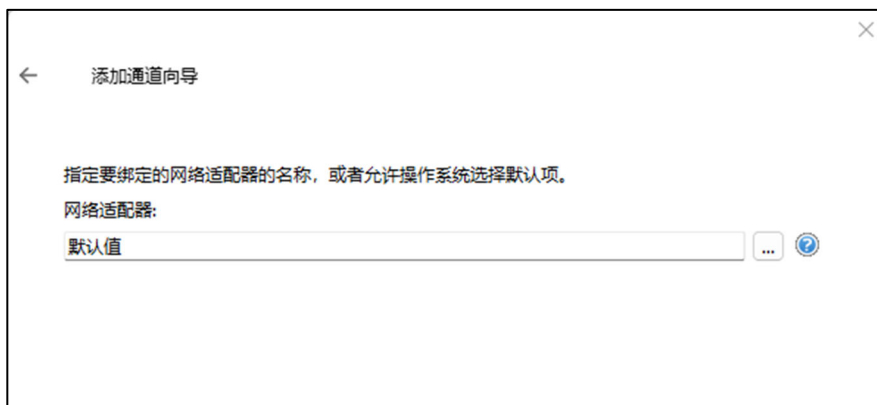 添加通道向导
指定要绑定的网络适配器的名称，或者允许操作系统选择默认项。
网络适配器:
默认值
...
?